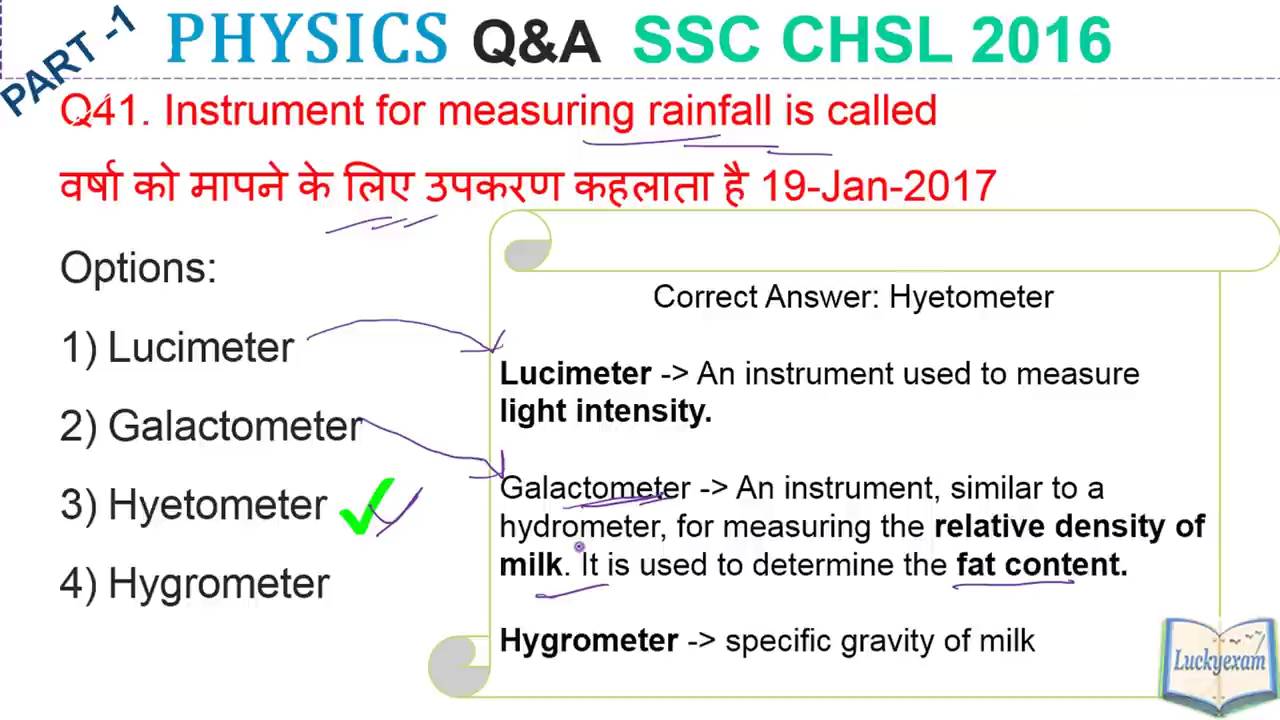 PART -1
PHYSICS Q&A SSC CHSL 2016
Q41. Instrument for measuring rainfall is called
वर्षा को मापने के लिए उपकरण कहलाता है 19-Jan-2017
Options:
1) Lucimeter
2) Galactometer
3) Hyetometer
4) Hygrometer
Correct Answer: Hyetometer
Lucimeter -> An instrument used to measure
light intensity.
Galactometer -> An instrument, similar to a
hydrometer, for measuring the relative density of
milk. It is used to determine the fat content.
Hygrometer -> specific gravity of milk
Luckyexam